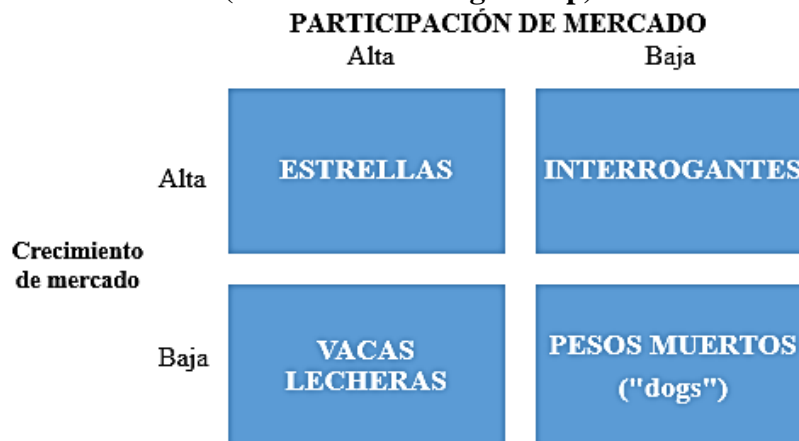 PARTICIPACIÓN DE MERCADO
Alta Baja
Alta
ESTRELLAS
INTERROGANTES
Crecimiento
de mercado
Baja
VACAS
LECHERAS
PESOS MUERTOS
("dogs")